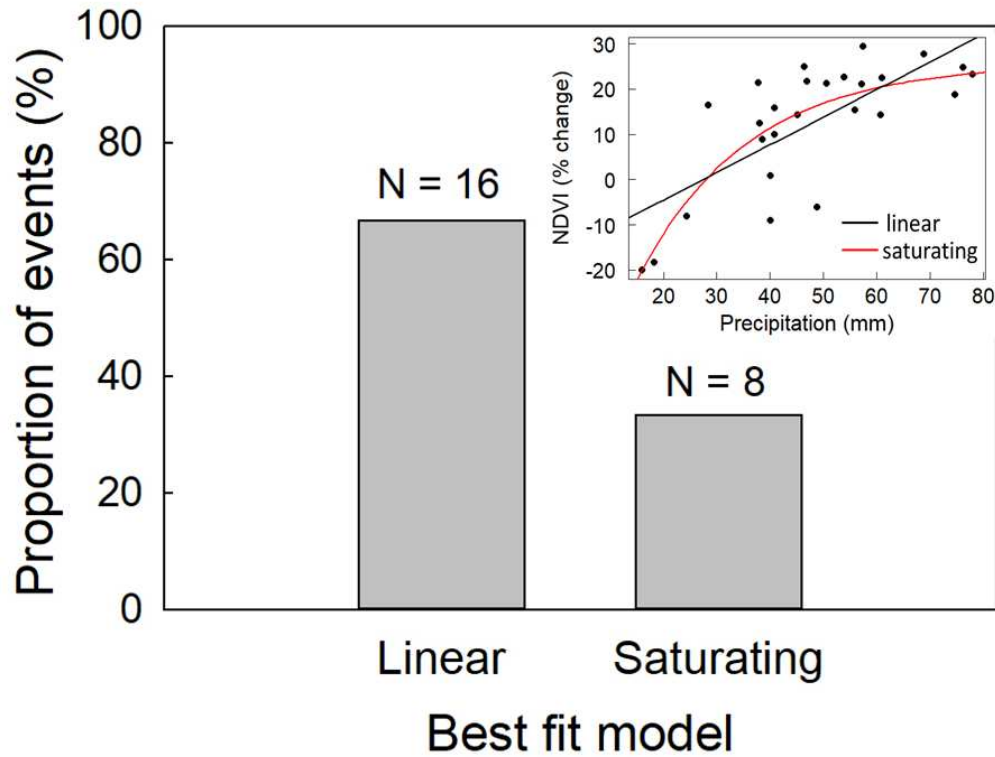 Proportion of events (%)
100
80
60
40
20
0
N = 16
N = 8
Linear
Saturating
Best fit model
NDVI (% change)
30
20
10
0
-10
-20
linear
saturating
20
30
40
50
60
70
80
Precipitation (mm)